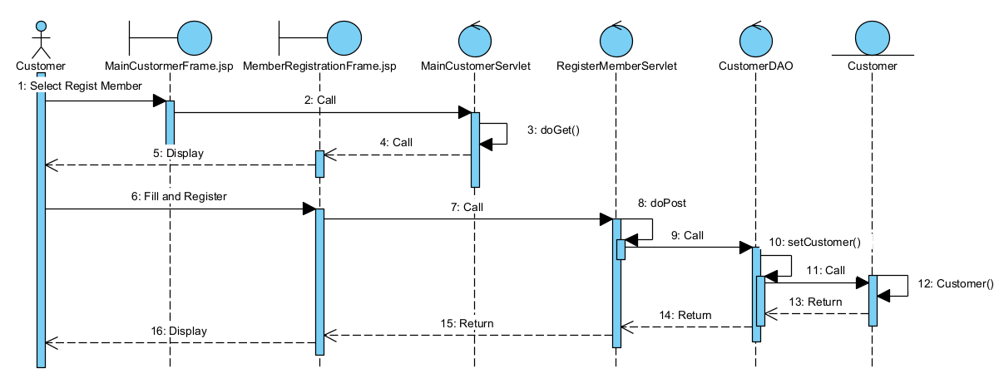 Customer
MainCustormerFrame.jsp
MemberRegistrationFrame.jsp
MainCustomerServlet
RegisterMemberServlet
CustomerDAO
Customer
1: Select Regist Member
2: Call
3: doGet()
4: Call
5: Display
6: Fill and Register
7: Call
8: doPost
9: Call
10: setCustomer()
11: Call
12: Customer()
13: Return
14: Return
15: Return
16: Display